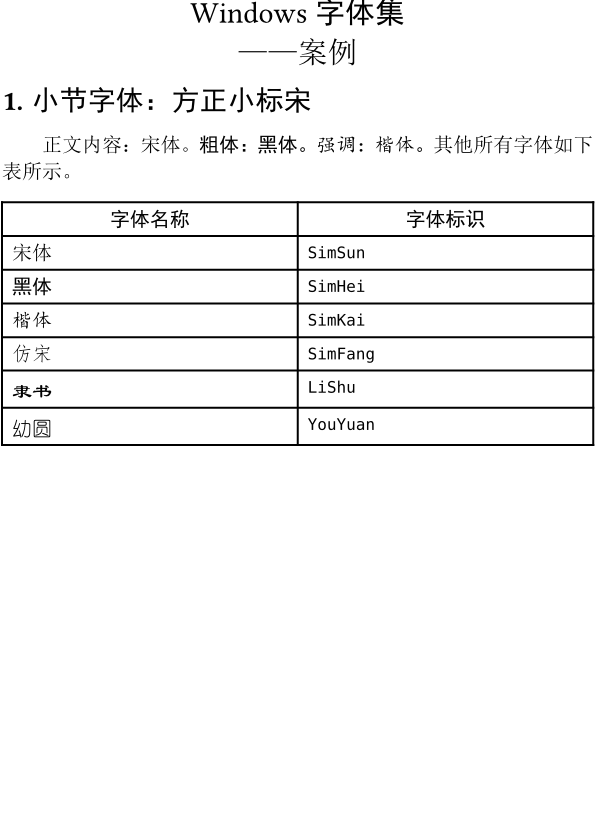 Windows 字体集
——案例
1. 小节字体：方正小标宋
正文内容：宋体。粗体：黑体。强调：楷体。其他所有字体如下
表所示。
字体名称 字体标识
宋体 SimSun
黑体 SimHei
楷体 SimKai
仿宋 SimFang
隶书 LiShu
幼圆 YouYuan